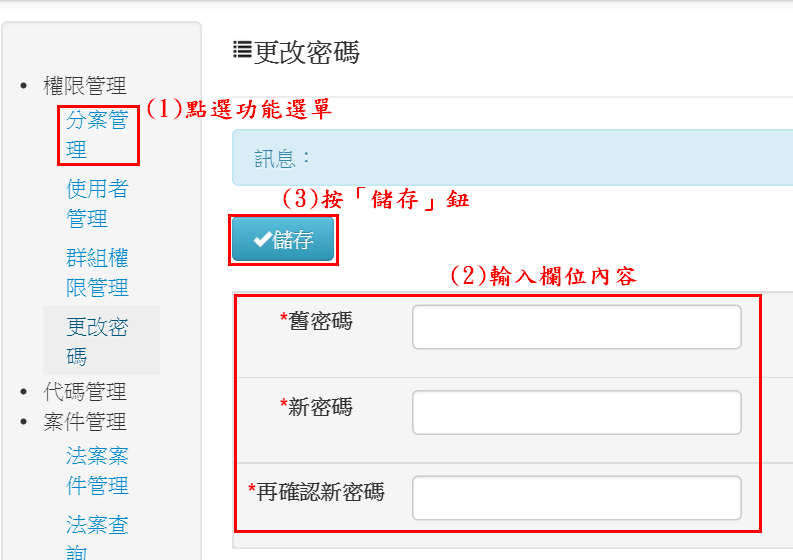 更改密碼
權限管理
(1)點選功能選單
分案管
理
訊息：
使用者
管理
(3)按「儲存」鈕
儲存
群組權
限管理
(2)輸入欄位內容
更改密
碼
*舊密碼
代碼管理
*新密碼
案件管理
法案案
件管理
*再確認新密碼
法案查
詢